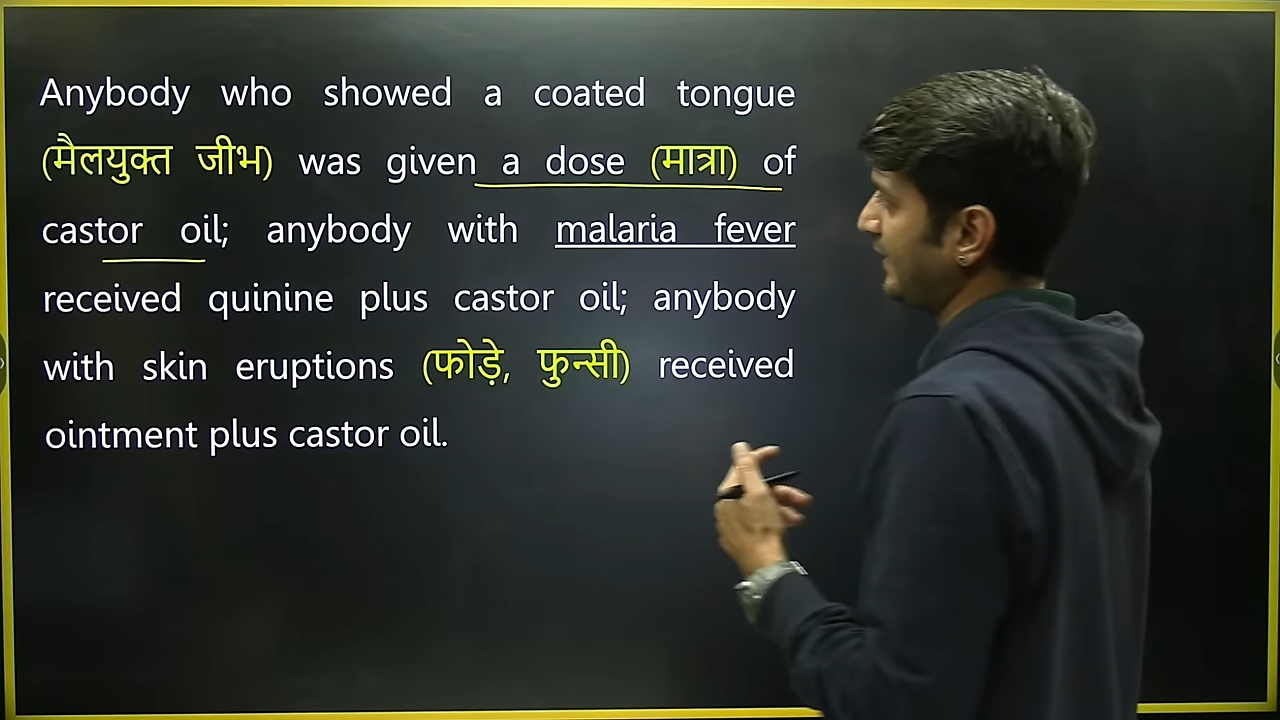 Anybody who showed a coated tongue
(मैलयुक्त जीभ) was given a dose (मात्रा) of
castor oil; anybody with malaria fever
received quinine plus castor oil; anybody
with skin eruptions (फोड़े, फुन्सी) received
ointment plus castor oil.